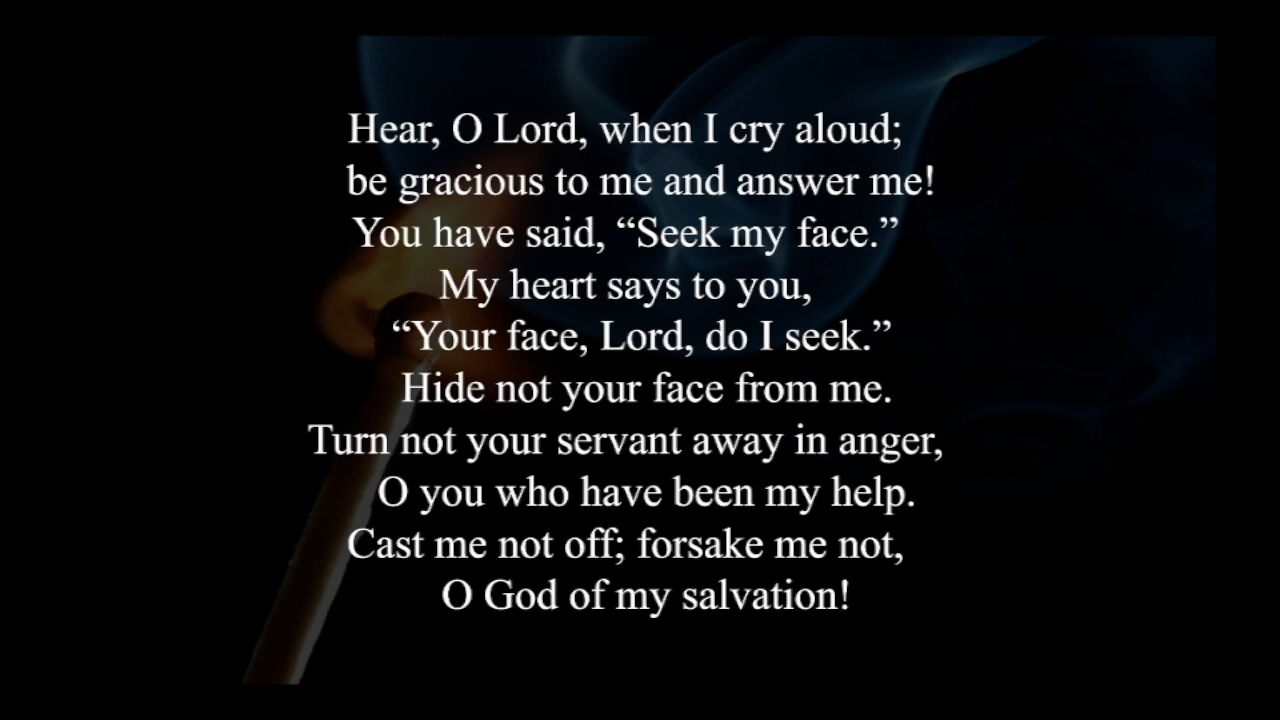 Hear, O Lord, when I cry aloud;
be gracious to me and answer me!
You have said, “Seek my face.”
My heart says to you,
“Your face, Lord, do I seek.”
Hide not your face from me.
Turn not your servant away in anger,
O you who have been my help.
Cast me not off; forsake me not,
O God of my salvation!